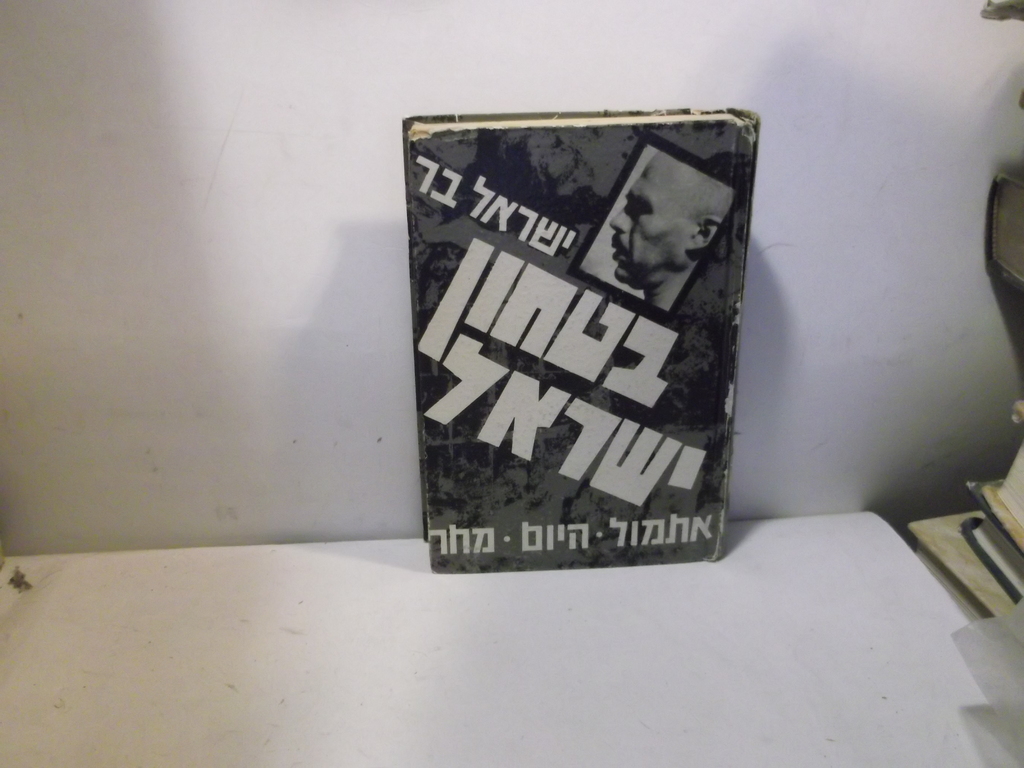 ישראל בר
בטחון
ישראל
אתמול · היום · מחר